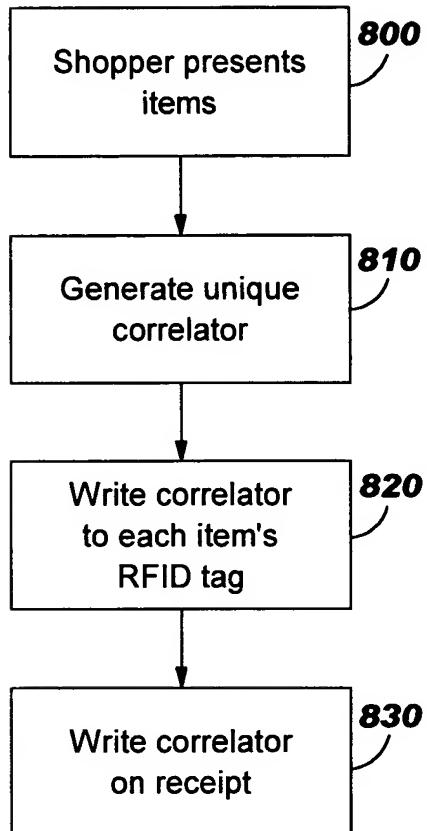 800
Shopper presents
items
810
Generate unique
correlator
820
Write correlator
to each item's
RFID tag
830
Write correlator
on receipt